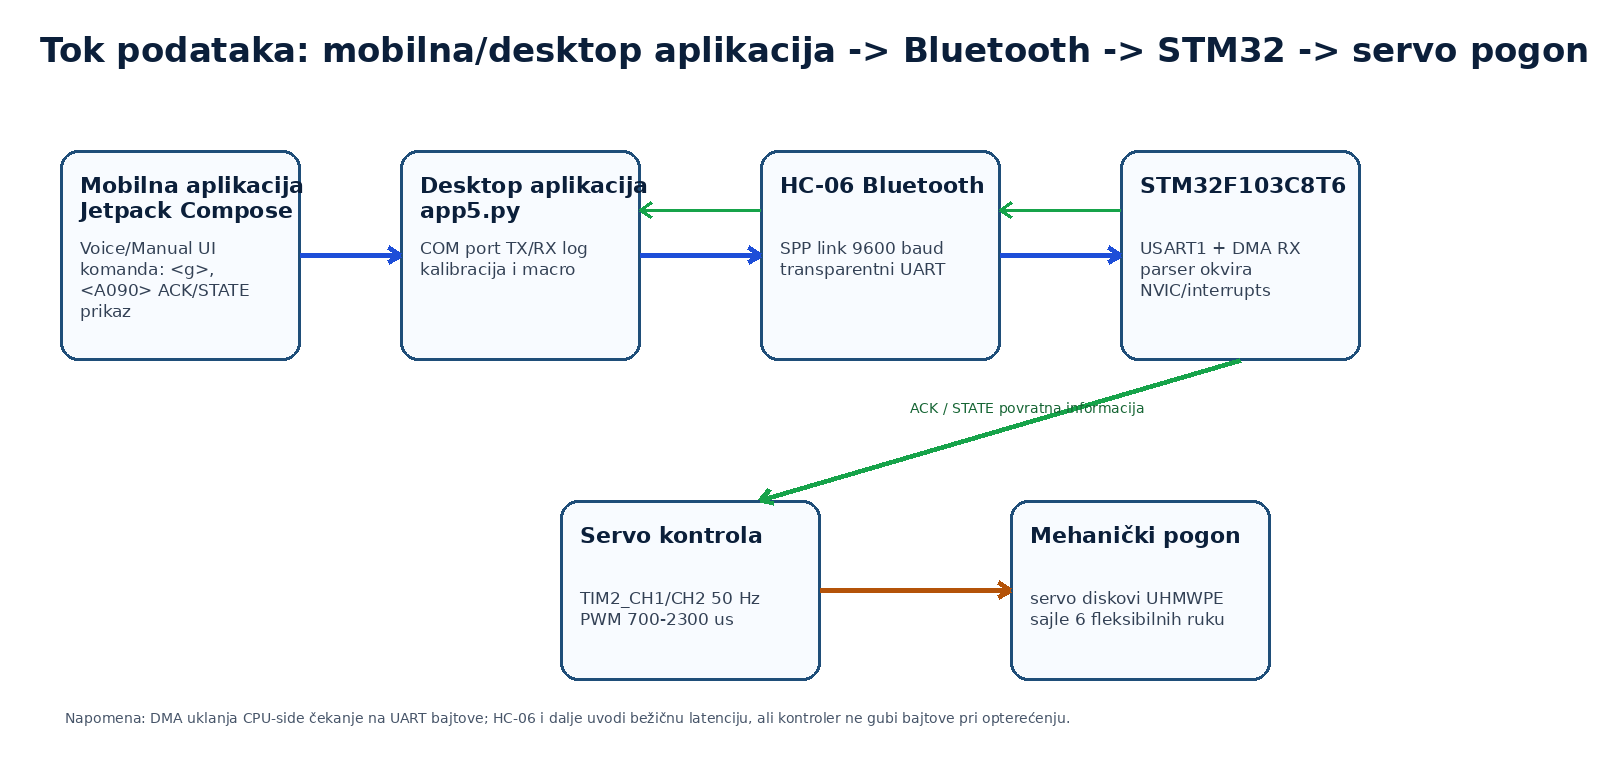 Tok podataka: mobilna/desktop aplikacija -> Bluetooth -> STM32 -> servo pogon
Mobilna aplikacija
Jetpack Compose
Voice/Manual UI
komanda: <g>,
<A090> ACK/STATE
prikaz
Desktop aplikacija
app5.py
COM port TX/RX log
kalibracija i macro
HC-06 Bluetooth
SPP link 9600 baud
transparentni UART
STM32F103C8T6
USART1 + DMA RX
parser okvira
NVIC/interrupts
ACK / STATE povratna informacija
Servo kontrola
TIM2_CH1/CH2 50 Hz
PWM 700-2300 us
Mehanički pogon
servo diskovi UHMWPE
sajle 6 fleksibilnih ruku
Napomena: DMA uklanja CPU-side čekanje na UART bajtove; HC-06 i dalje uvodi bežičnu latenciju, ali kontroler ne gubi bajtove pri opterećenju.